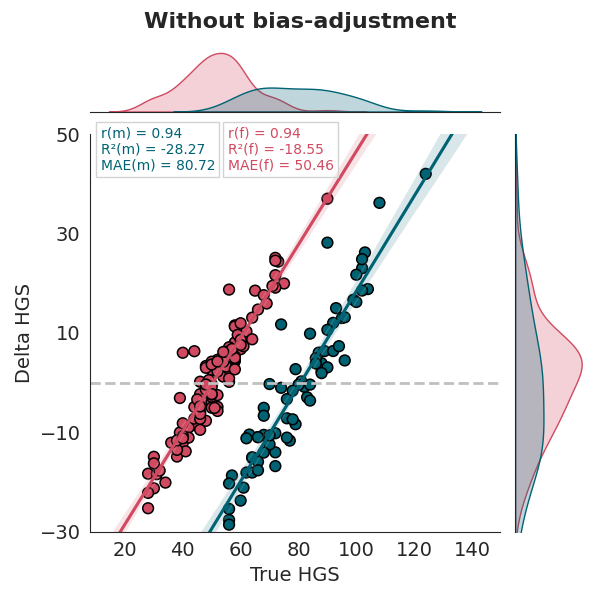 Without bias-adjustment
r(m) = 0.94
R²(m) = -28.27
MAE(m) = 80.72
r(f) = 0.94
R²(f) = -18.55
MAE(f) = 50.46
50
30
10
−10
−30
Delta HGS
20 40 60 80 100 120 140
True HGS